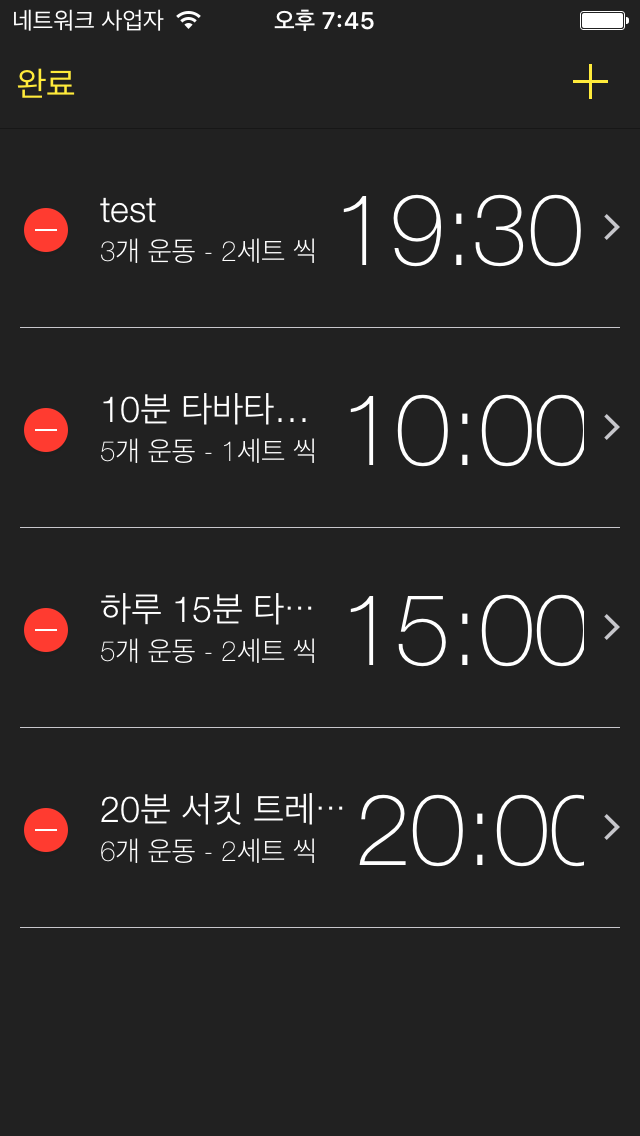 네트워크 사업자 오후 7:45
완료
test
3개 운동 - 2세트 씩
19:30
10분 타바타...
5개 운동 - 1세트 씩
10:00
하루 15분 타...
5개 운동 - 2세트 씩
15:00
20분 서킷 트레...
6개 운동 - 2세트 씩
20:00